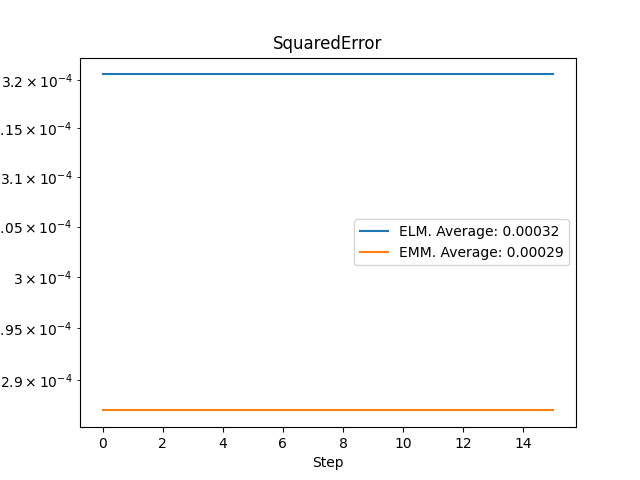 SquaredError
3.2 × 10⁻⁴
.15 × 10⁻⁴
3.1 × 10⁻⁴
.05 × 10⁻⁴
3 × 10⁻⁴
.95 × 10⁻⁴
2.9 × 10⁻⁴
ELM. Average: 0.00032
EMM. Average: 0.00029
0 2 4 6 8 10 12 14
Step